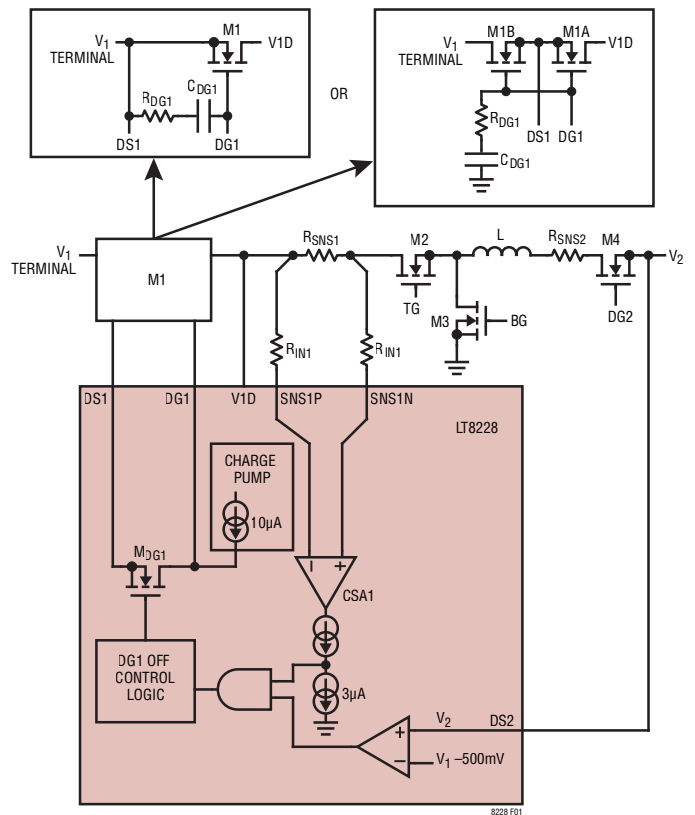 M1
V1
TERMINAL
V1D
RDG1
CDG1
DS1
DG1
OR
M1B
M1A
V1
TERMINAL
V1D
RDG1
DS1
DG1
CDG1
V1
TERMINAL
M1
RSNS1
M2
L
RSNS2
M4
V2
TG
DG2
M3
BG
RIN1
RIN1
DS1
DG1
V1D
SNS1P
SNS1N
LT8228
CHARGE
PUMP
10µA
MDG1
CSA1
– +
DG1 OFF
CONTROL
LOGIC
3µA
+
V2
DS2
–
V1 –500mV
8228 F01